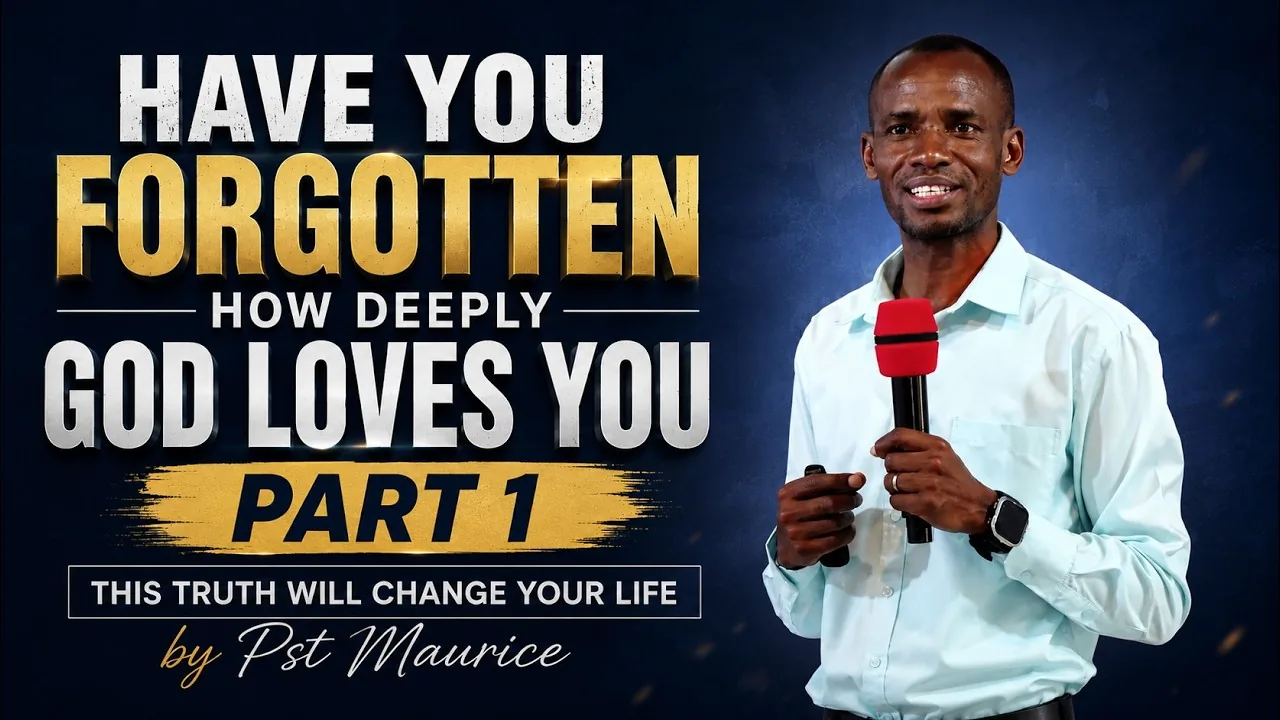 HAVE YOU
FORGOTTEN
HOW DEEPLY
GOD LOVES YOU
PART 1
THIS TRUTH WILL CHANGE YOUR LIFE
by Pst Maurice